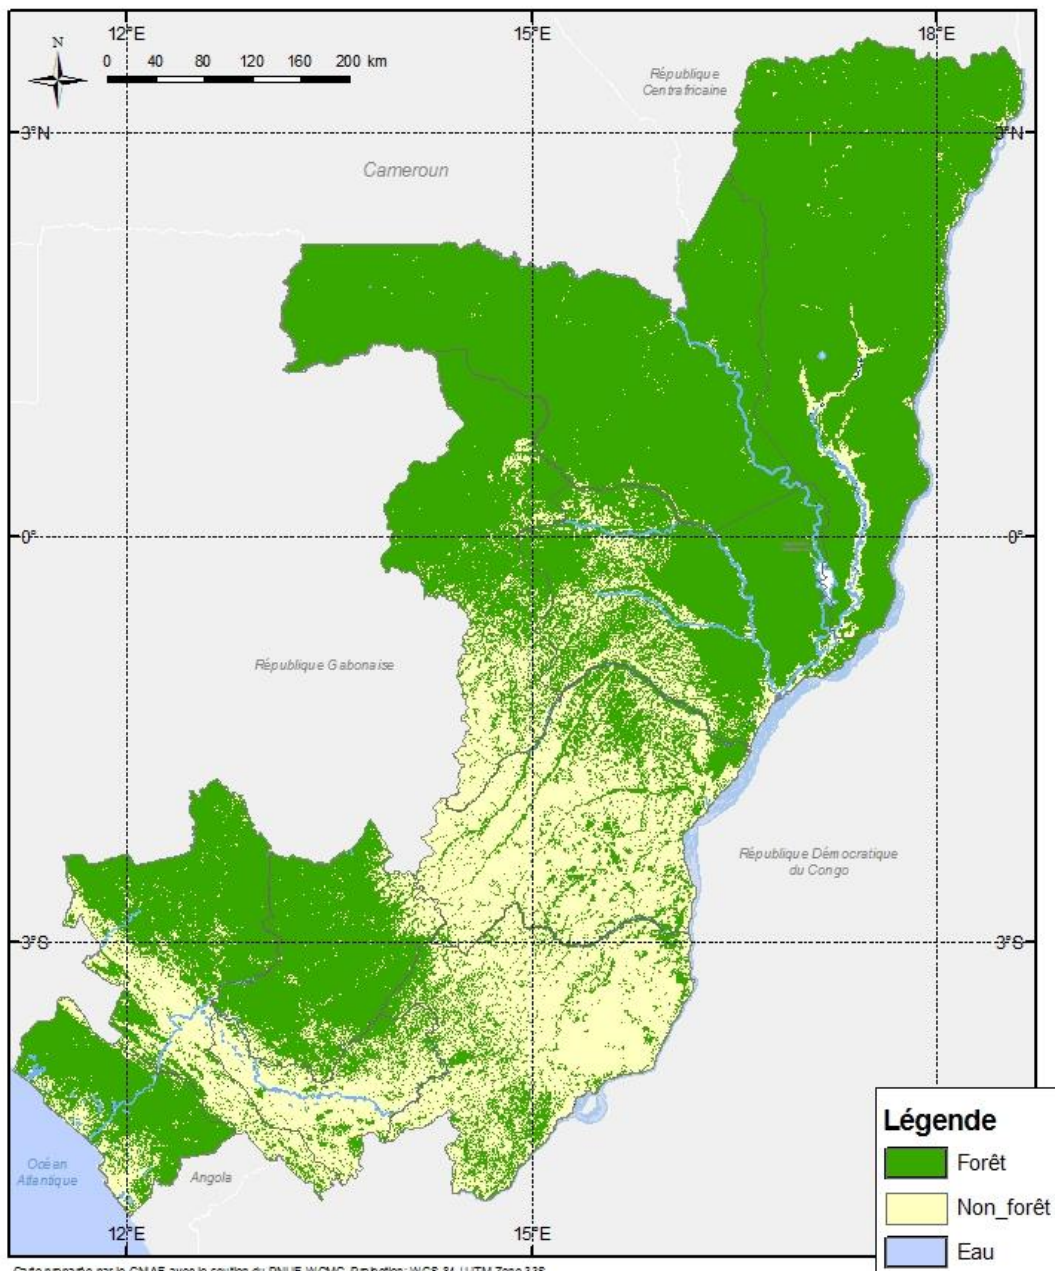 12°E
15°E
18°E
N
0 40 80 120 160 200 km
République
Centrafricaine
3°N
3°N
Cameroun
0°
0°
République Gabonaise
République Démocratique
du Congo
3°S
3°S
Océan
Atlantique
Angola
12°E
15°E
Légende
Forêt
Non_forêt
Eau